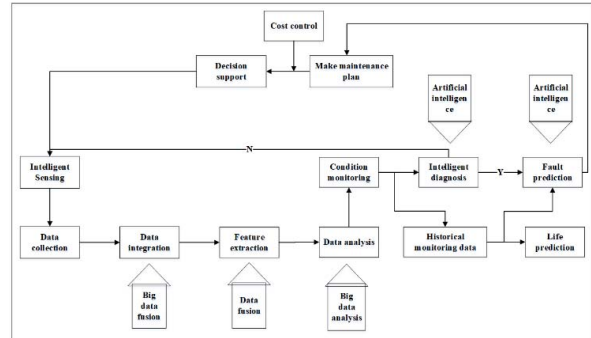 Cost control
Decision
support
Make maintenance
plan
Artificial
intelligen
ce
Artificial
intelligen
ce
N
Intelligent
Sensing
Condition
monitoring
Intelligent
diagnosis
Y
Fault
prediction
Data
collection
Data
integration
Feature
extraction
Data analysis
Historical
monitoring data
Life
prediction
Big
data
fusion
Data
fusion
Big
data
analysis